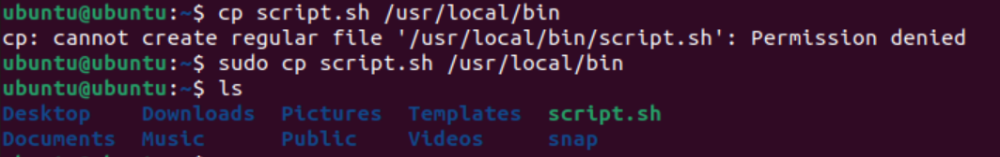 ubuntu@ubuntu:~$ cp script.sh /usr/local/bin
cp: cannot create regular file '/usr/local/bin/script.sh': Permission denied
ubuntu@ubuntu:~$ sudo cp script.sh /usr/local/bin
ubuntu@ubuntu:~$ ls
Desktop    Downloads  Pictures  Templates  script.sh
Documents  Music      Public    Videos     snap